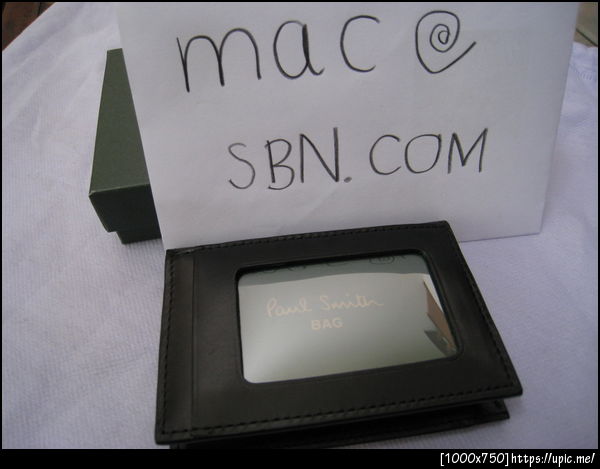 mac @
SBN.COM
Paul Smith
BAG
[1000x750]https://upic.me/